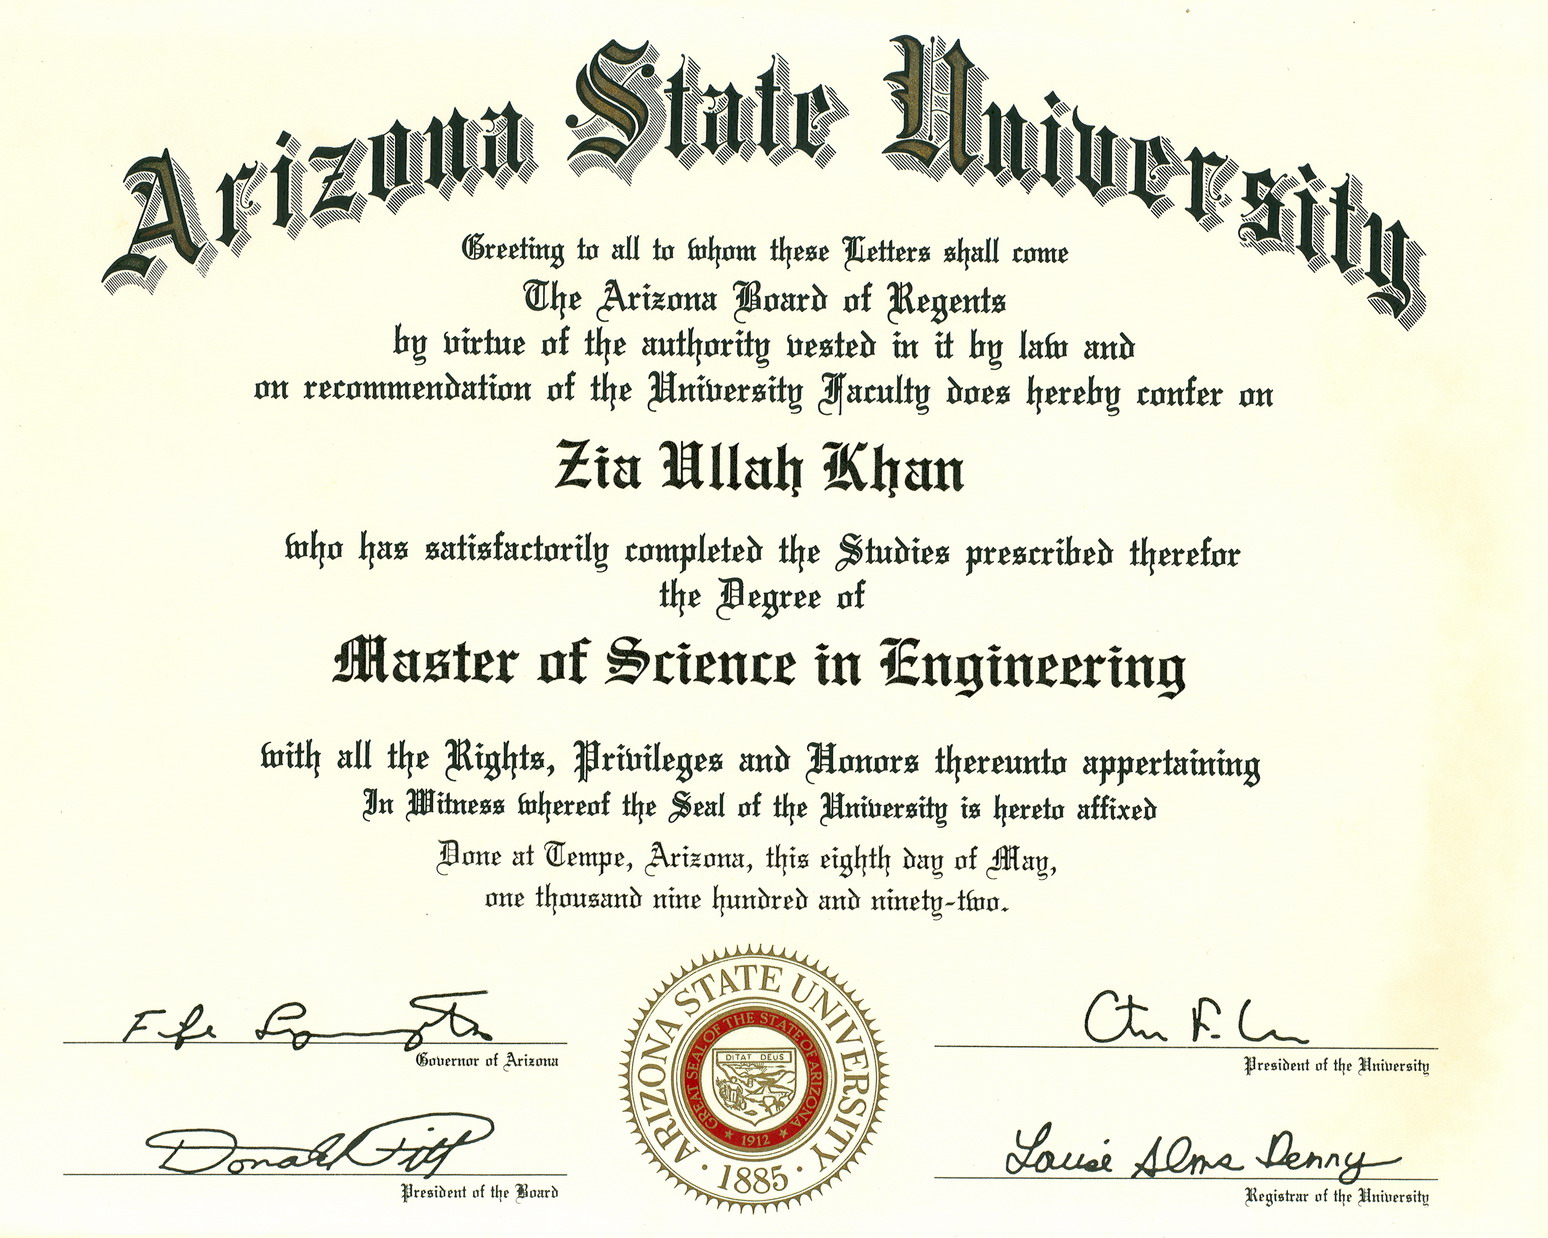 Arizona State University
Greeting to all to whom these Letters shall come
The Arizona Board of Regents
by virtue of the authority vested in it by law and
on recommendation of the University Faculty does hereby confer on
Zia Ullah Khan
who has satisfactorily completed the Studies prescribed therefor
the Degree of
Master of Science in Engineering
with all the Rights, Privileges and Honors thereunto appertaining
In Witness whereof the Seal of the University is hereto affixed
Done at Tempe, Arizona, this eighth day of May,
one thousand nine hundred and ninety-two.
Governor of Arizona
President of the University
ARIZONA STATE UNIVERSITY
GREAT SEAL OF THE STATE OF ARIZONA
DITAT DEUS
1912
1885
Donald Pitt
President of the Board
Louise Alma Denny
Registrar of the University